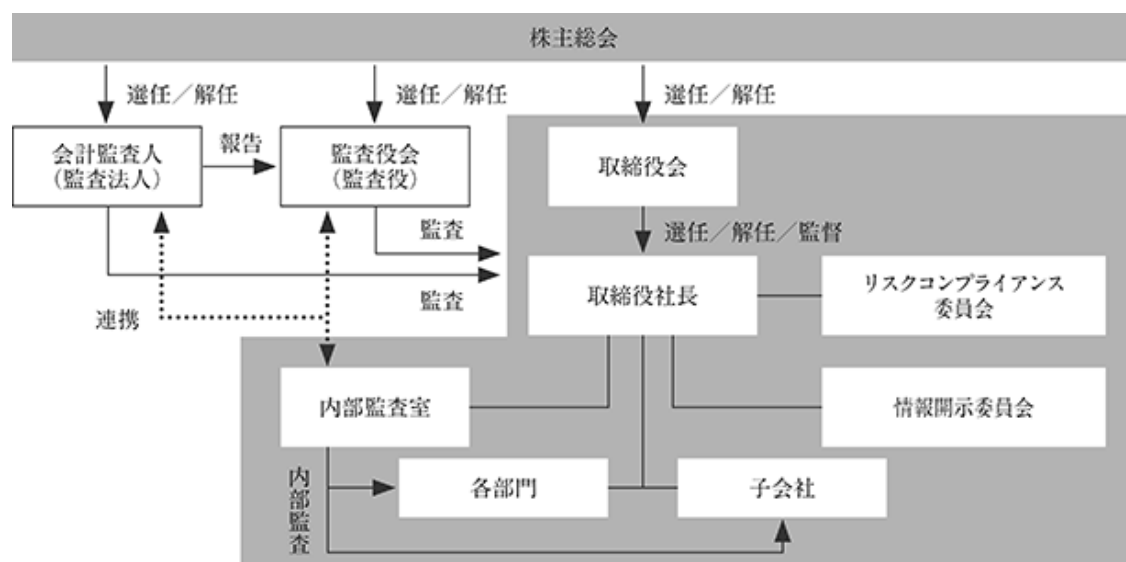 株主総会
選任／解任
選任／解任
選任／解任
会計監査人
（監査法人）
報告
監査役会
（監査役）
取締役会
監査
選任／解任／監督
監査
取締役社長
リスクコンプライアンス
委員会
連携
内部監査室
情報開示委員会
内部監査
各部門
子会社